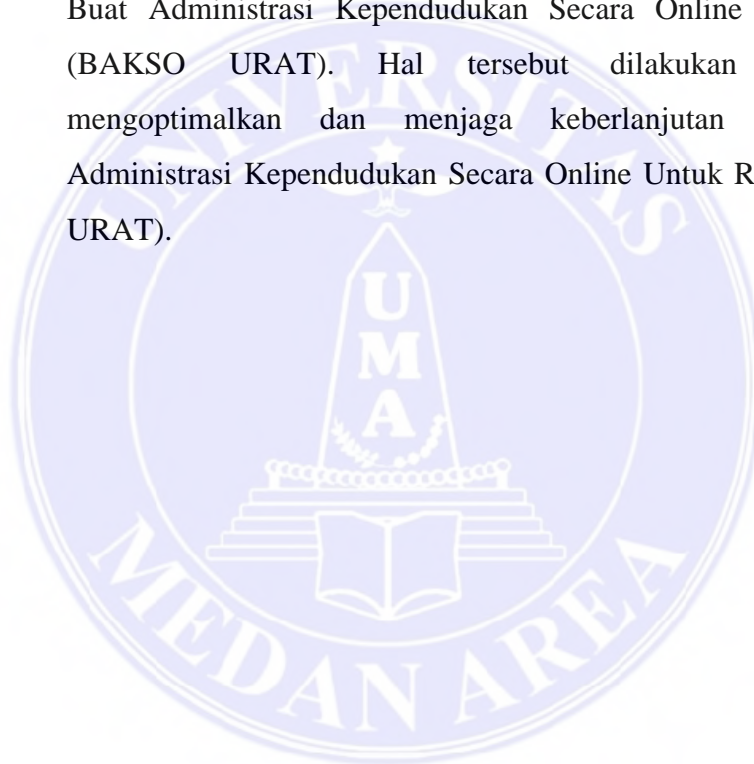 Buat Administrasi Kependudukan Secara Online
(BAKSO URAT). Hal tersebut dilakukan
mengoptimalkan dan menjaga keberlanjutan
Administrasi Kependudukan Secara Online Untuk R
URAT).
UNIVERSITAS
UMA
MEDAN AREA